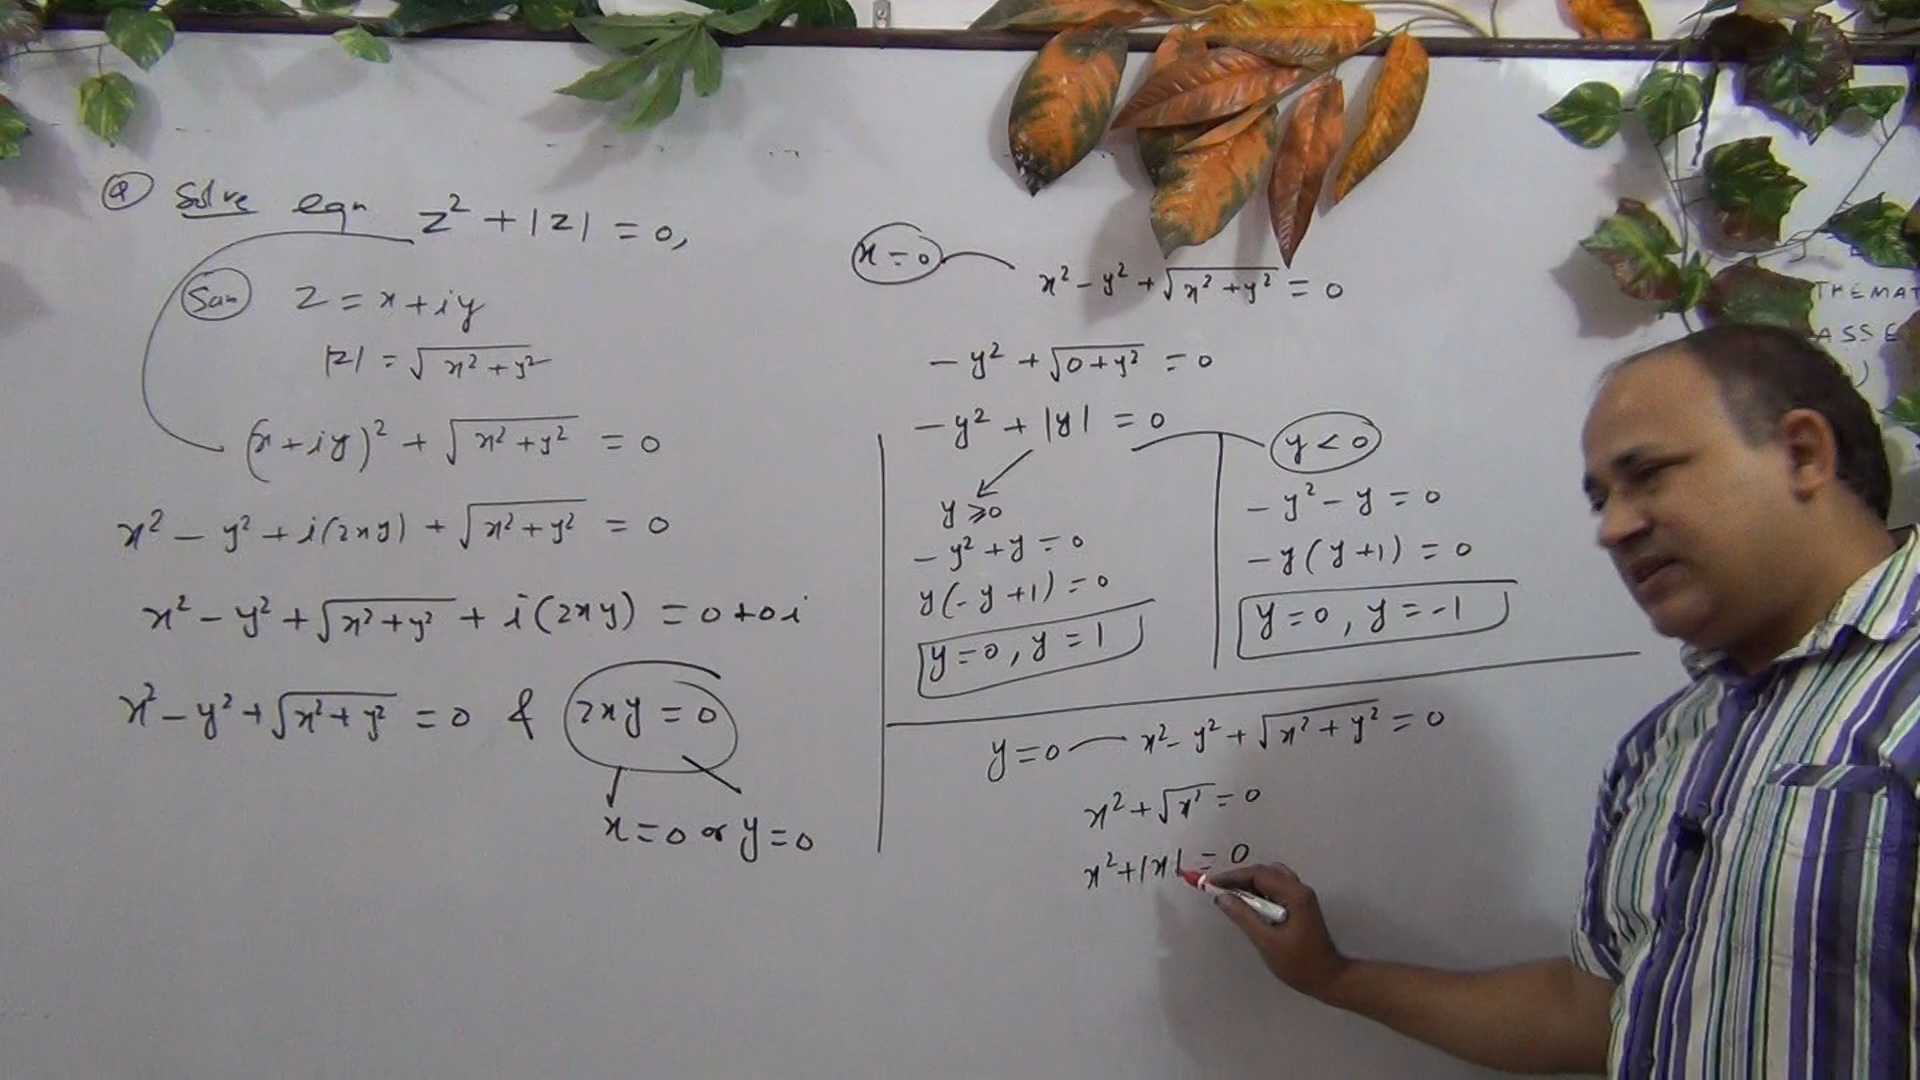 Q Solve eqn z² + |z| = 0,
Soln z = x + iy
|z| = √(x² + y²)
(x + iy)² + √(x² + y²) = 0
x² - y² + i(2xy) + √(x² + y²) = 0
x² - y² + √(x² + y²) + i(2xy) = 0 + 0i
x² - y² + √(x² + y²) = 0 & 2xy = 0
x = 0 or y = 0
x = 0
x² - y² + √(x² + y²) = 0
-y² + √(0 + y²) = 0
-y² + |y| = 0
y ≥ 0
-y² + y = 0
y(-y + 1) = 0
y = 0, y = 1
y < 0
-y² - y = 0
-y(y + 1) = 0
y = 0, y = -1
y = 0 x² - y² + √(x² + y²) = 0
x² + √x² = 0
x² + |x| = 0
THEMAT
ASSE